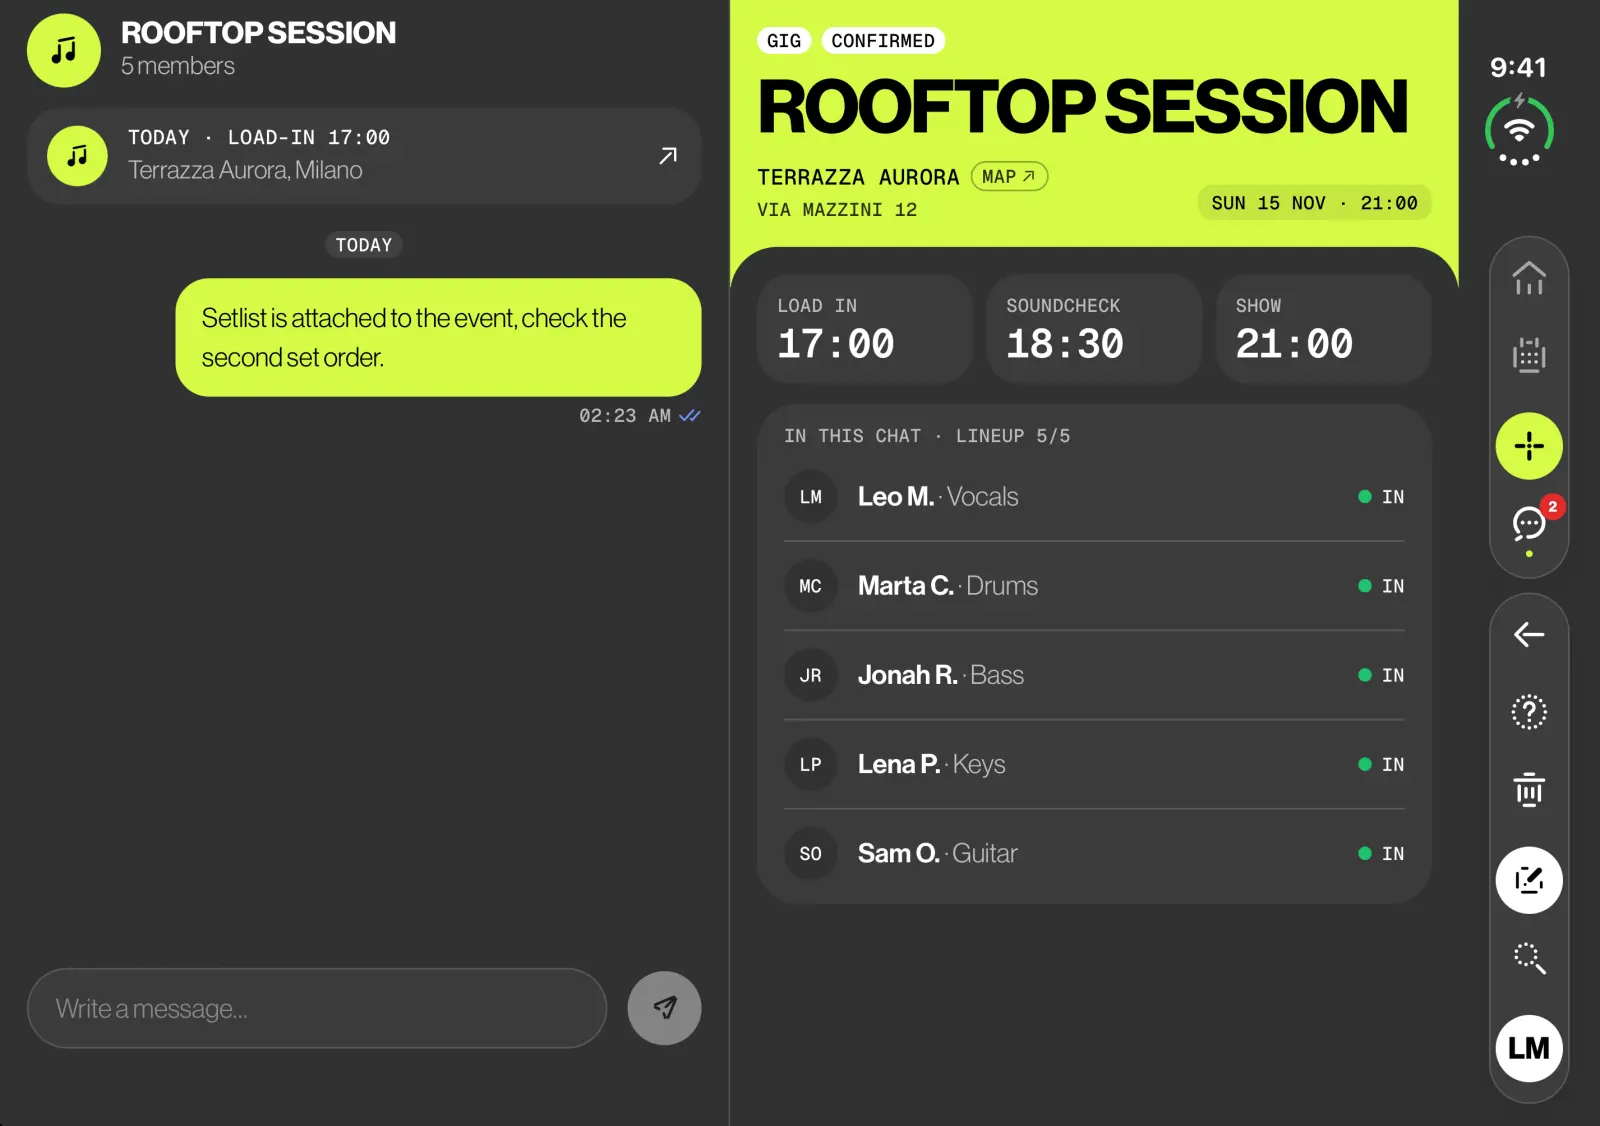 ROOFTOP SESSION
5 members
TODAY · LOAD-IN 17:00
Terrazza Aurora, Milano
TODAY
Setlist is attached to the event, check the
second set order.
02:23 AM
Write a message...
GIG
CONFIRMED
ROOFTOP SESSION
TERRAZZA AURORA
MAP
VIA MAZZINI 12
SUN 15 NOV · 21:00
LOAD IN
17:00
SOUNDCHECK
18:30
SHOW
21:00
IN THIS CHAT · LINEUP 5/5
LM
Leo M. · Vocals
IN
MC
Marta C. · Drums
IN
JR
Jonah R. · Bass
IN
LP
Lena P. · Keys
IN
SO
Sam O. · Guitar
IN
9:41
2
LM